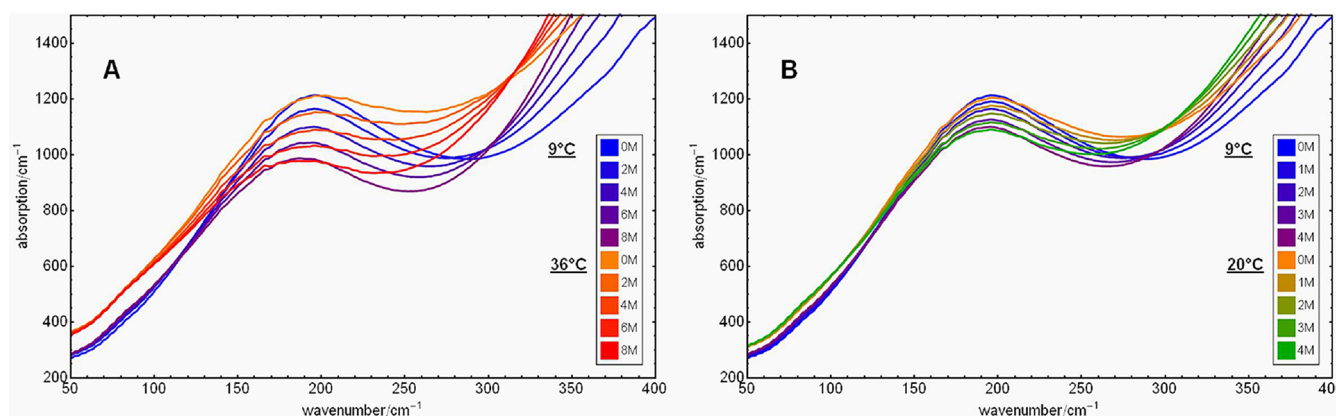 A
1400
1200
1000
800
600
400
200
absorption/cm⁻¹
50
100
150
200
250
300
350
400
wavenumber/cm⁻¹
9°C
36°C
0M
2M
4M
6M
8M
0M
2M
4M
6M
8M
B
1400
1200
1000
800
600
400
200
absorption/cm⁻¹
50
100
150
200
250
300
350
40
wavenumber/cm⁻¹
9°C
20°C
0M
1M
2M
3M
4M
0M
1M
2M
3M
4M